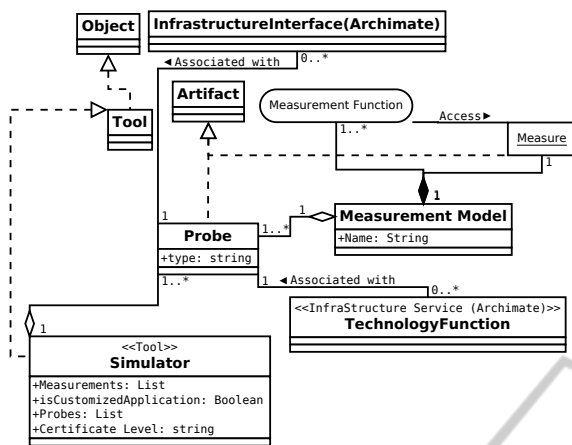 InfrastructureInterface(Archimate)
Object
◄Associated with
0..*
Artifact
Measurement Function
Tool
1..*
Access►
Measure
1
1
1
1
Measurement Model
+Name: String
Probe
+type: string
1..*
1..*
1
◄Associated with
0..*
<<InfraStructure Service (Archimate)>>
TechnologyFunction
1
<<Tool>>
Simulator
+Measurements: List
+isCustomizedApplication: Boolean
+Probes: List
+Certificate Level: string